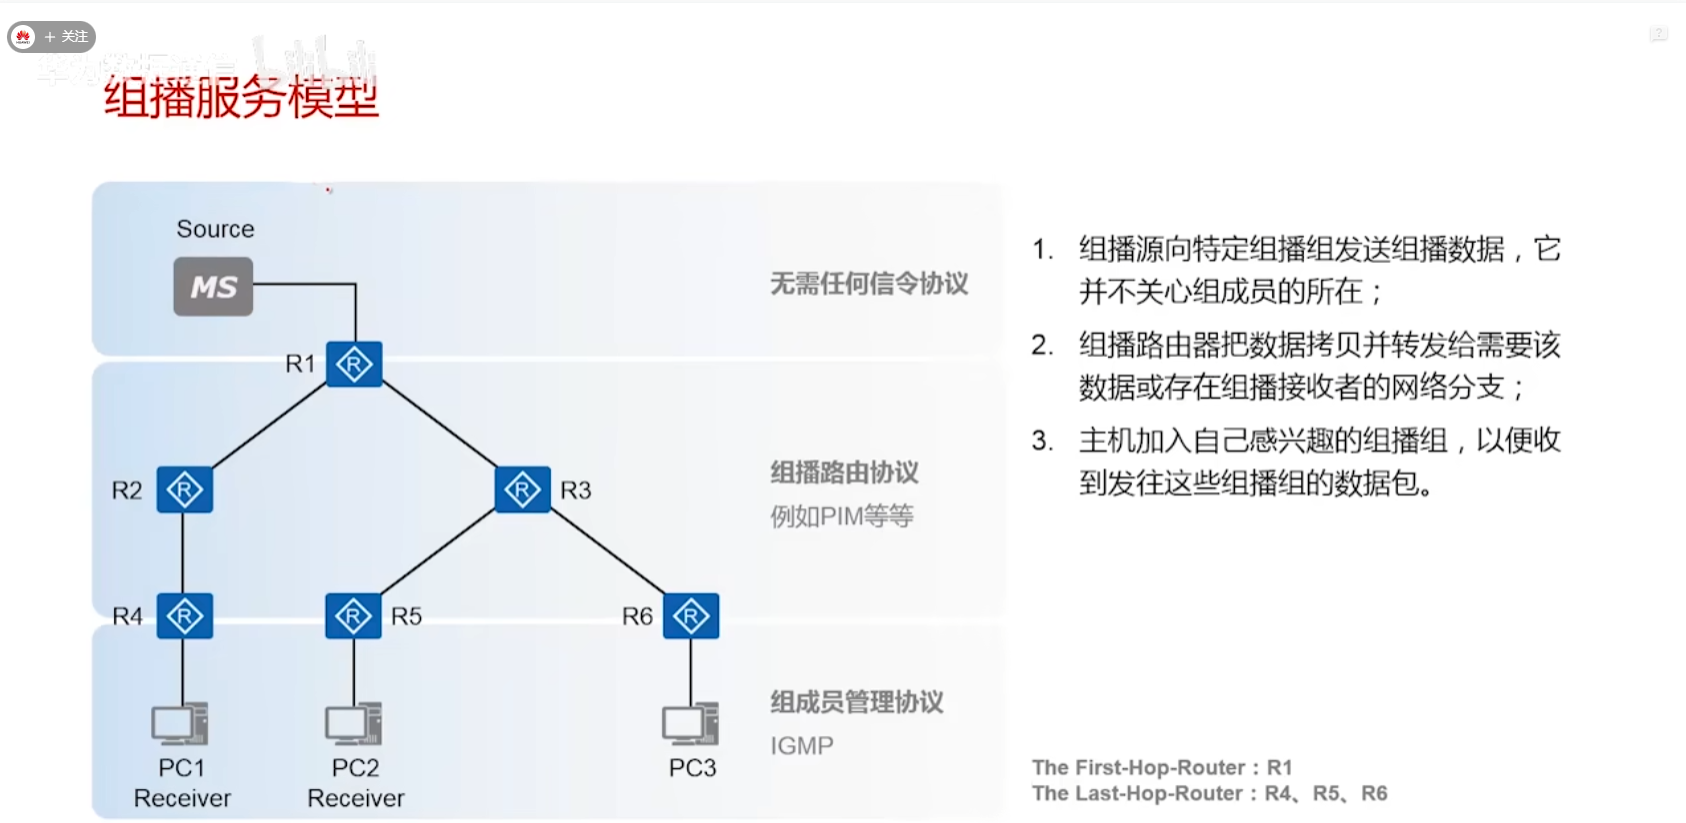 + 关注
组播服务模型
Source
MS
无需任何信令协议
R1
R
R2
R
R
R3
组播路由协议
例如PIM等等
R4
R
R
R5
R6
R
组成员管理协议
IGMP
PC1
Receiver
PC2
Receiver
PC3
1. 组播源向特定组播组发送组播数据，它
并不关心组成员的所在；
2. 组播路由器把数据拷贝并转发给需要该
数据或存在组播接收者的网络分支；
3. 主机加入自己感兴趣的组播组，以便收
到发往这些组播组的数据包。
The First-Hop-Router：R1
The Last-Hop-Router：R4、R5、R6